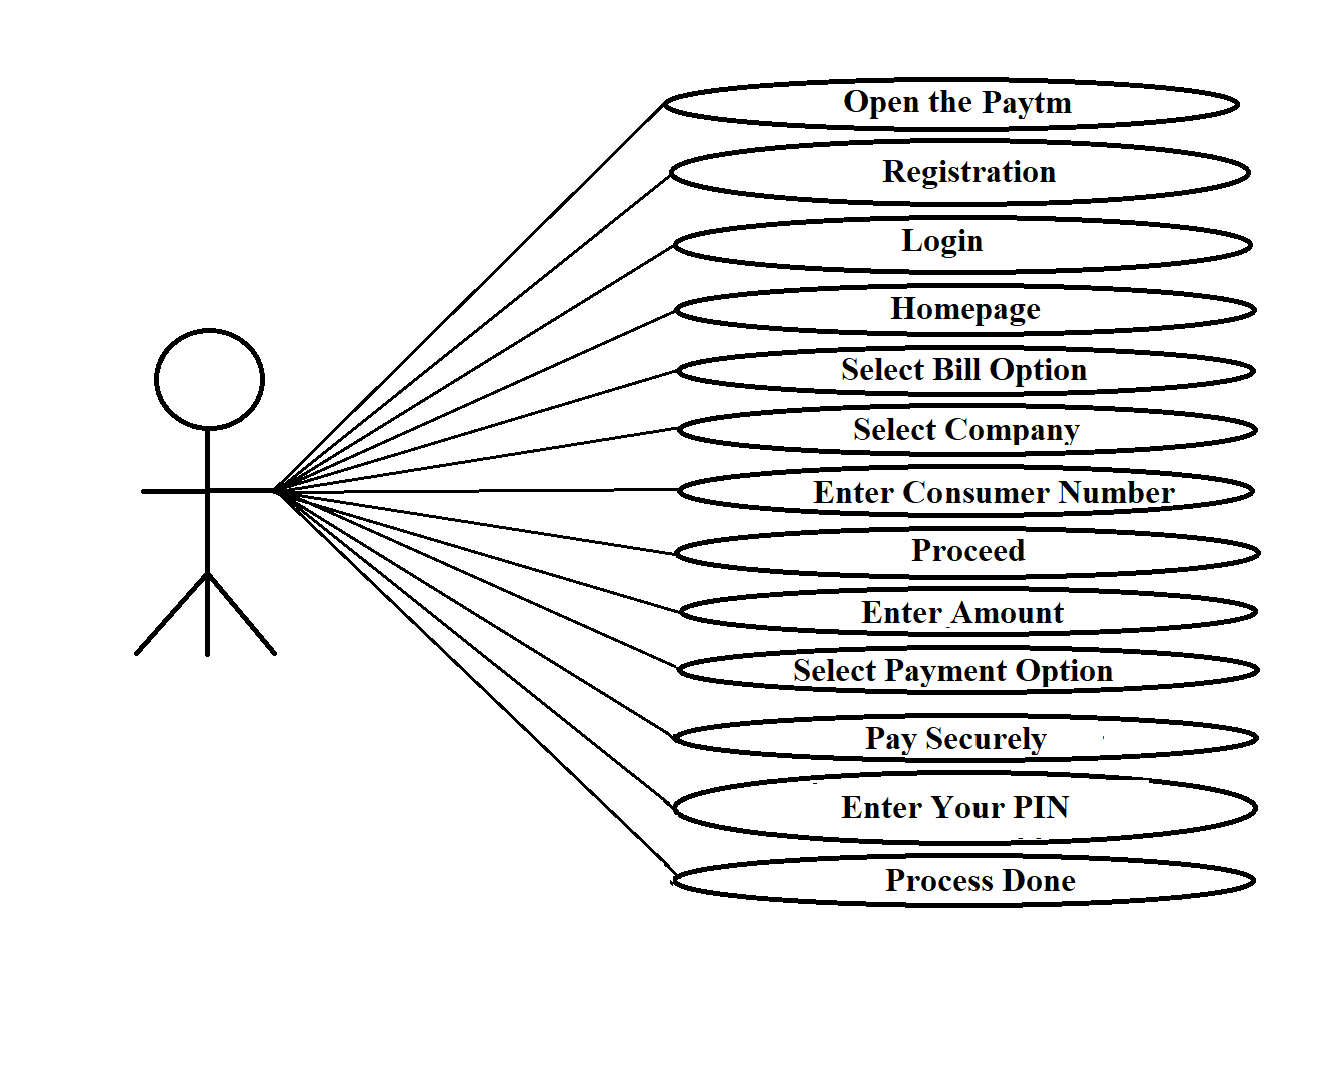 Open the Paytm
Registration
Login
Homepage
Select Bill Option
Select Company
Enter Consumer Number
Proceed
Enter Amount
Select Payment Option
Pay Securely
Enter Your PIN
Process Done